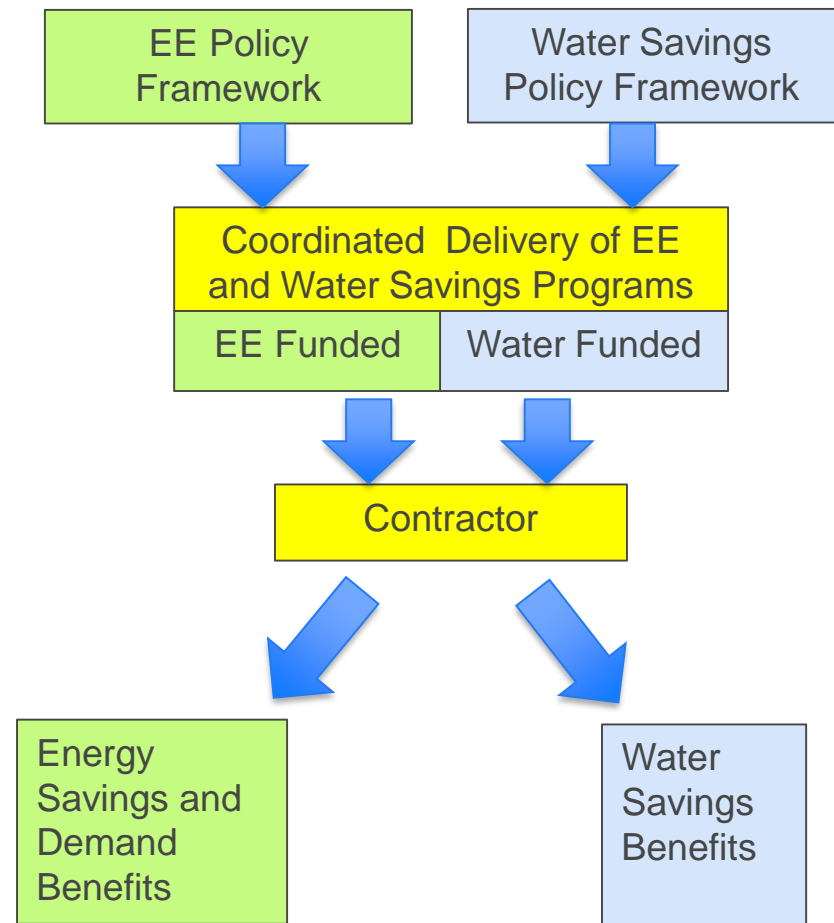 EE Policy
Framework
Water Savings
Policy Framework
Coordinated  Delivery of EE
and Water Savings Programs
EE Funded
Water Funded
Contractor
Energy
Savings and
Demand
Benefits
Water
Savings
Benefits